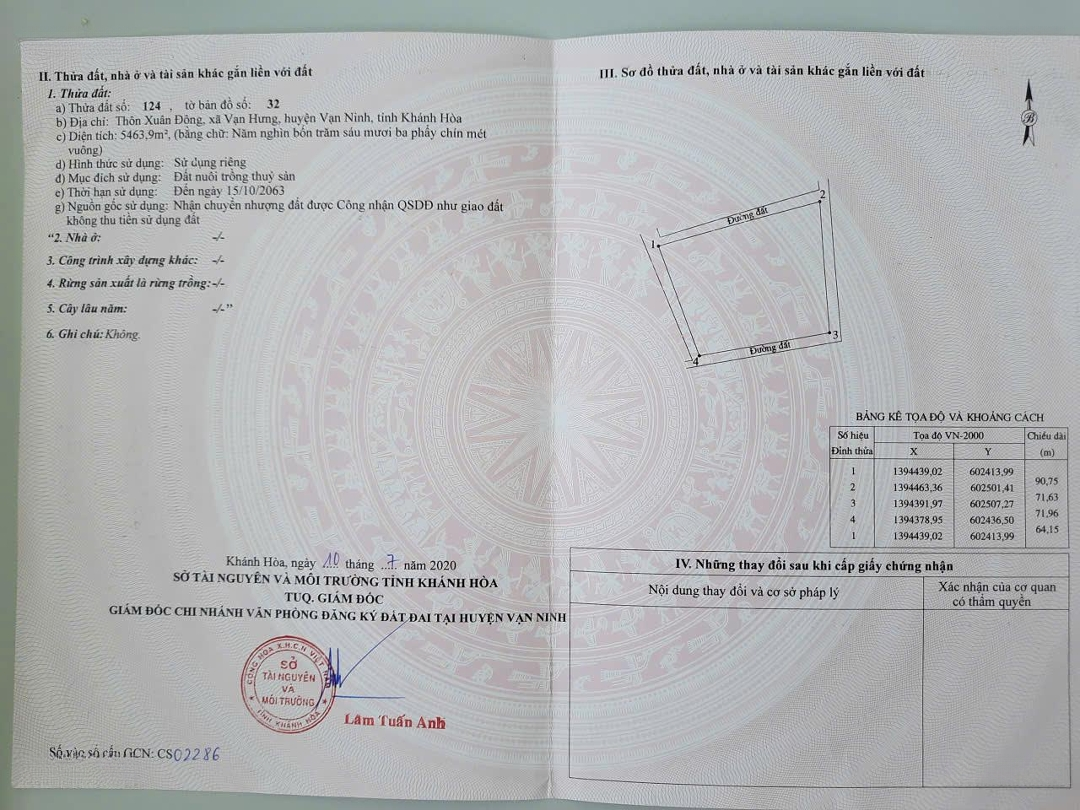 II. Thửa đất, nhà ở và tài sản khác gắn liền với đất
1. Thửa đất:
a) Thửa đất số: 124 , tờ bản đồ số: 32
b) Địa chỉ: Thôn Xuân Đông, xã Vạn Hưng, huyện Vạn Ninh, tỉnh Khánh Hòa
c) Diện tích: 5463,9m², (bằng chữ: Năm nghìn bốn trăm sáu mươi ba phẩy chín mét
vuông)
d) Hình thức sử dụng: Sử dụng riêng
đ) Mục đích sử dụng: Đất nuôi trồng thuỷ sản
e) Thời hạn sử dụng: Đến ngày 15/10/2063
g) Nguồn gốc sử dụng: Nhận chuyển nhượng đất được Công nhận QSDĐ như giao đất
không thu tiền sử dụng đất
"2. Nhà ở: -/-
3. Công trình xây dựng khác: -/-
4. Rừng sản xuất là rừng trồng: -/-
5. Cây lâu năm: -/-"
6. Ghi chú: Không.
Khánh Hòa, ngày 10 tháng 7 năm 2020
SỞ TÀI NGUYÊN VÀ MÔI TRƯỜNG TỈNH KHÁNH HÒA
TUQ. GIÁM ĐỐC
GIÁM ĐỐC CHI NHÁNH VĂN PHÒNG ĐĂNG KÝ ĐẤT ĐAI TẠI HUYỆN VẠN NINH
CỘNG HÒA X.H.C.N VIỆT NAM
SỞ
TÀI NGUYÊN
VÀ
MÔI TRƯỜNG
TỈNH KHÁNH HÒA
Lâm Tuấn Anh
Số vào sổ cấp GCN: CS02286
III. Sơ đồ thửa đất, nhà ở và tài sản khác gắn liền với đất
B
2
Đường đất
1
3
Đường đất
4
BẢNG KÊ TỌA ĐỘ VÀ KHOẢNG CÁCH
Số hiệu Tọa độ VN-2000 Chiều dài
Đỉnh thửa X Y (m)
1 1394439,02 602413,99
90,75
2 1394463,36 602501,41
71,63
3 1394391,97 602507,27
71,96
4 1394378,95 602436,50
64,15
1 1394439,02 602413,99
IV. Những thay đổi sau khi cấp giấy chứng nhận
Nội dung thay đổi và cơ sở pháp lý
Xác nhận của cơ quan
có thẩm quyền